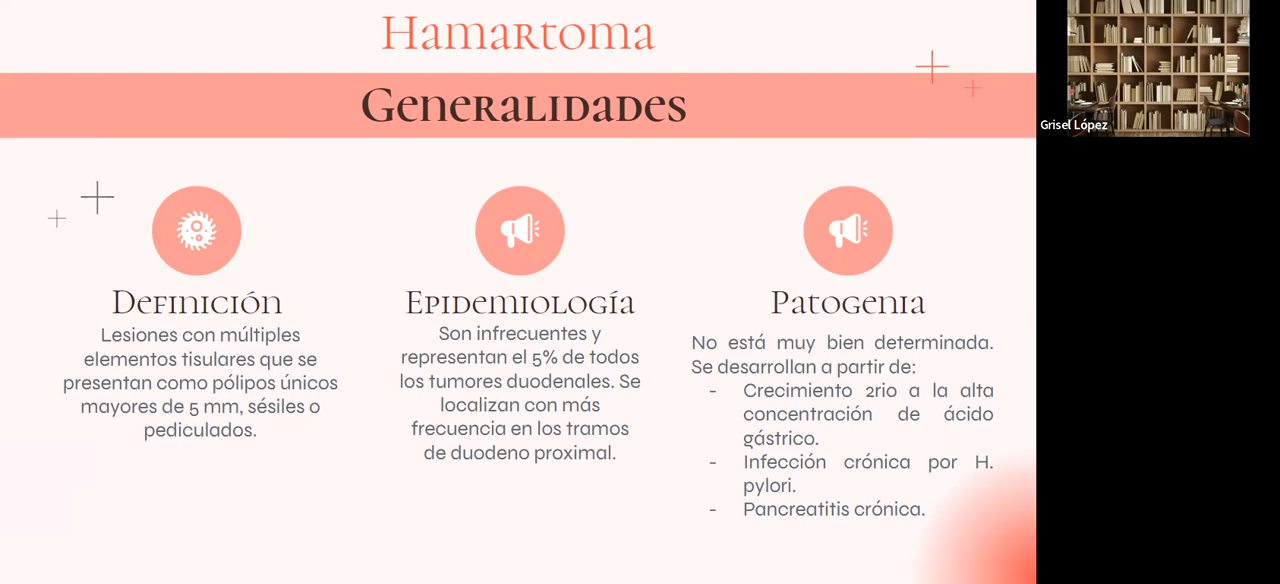 Hamartoma
Generalidades
Definición
Lesiones con múltiples
elementos tisulares que se
presentan como pólipos únicos
mayores de 5 mm, sésiles o
pediculados.
Epidemiología
Son infrecuentes y
representan el 5% de todos
los tumores duodenales. Se
localizan con más
frecuencia en los tramos
de duodeno proximal.
Patogenia
No está muy bien determinada.
Se desarrollan a partir de:
- Crecimiento 2rio a la alta
concentración de ácido
gástrico.
- Infección crónica por H.
pylori.
- Pancreatitis crónica.
Grisel López